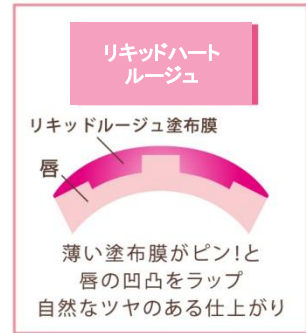 リキッドハート
ルージュ
リキッドルージュ塗布膜
唇
薄い塗布膜がピン!と
唇の凹凸をラップ
自然なツヤのある仕上がり